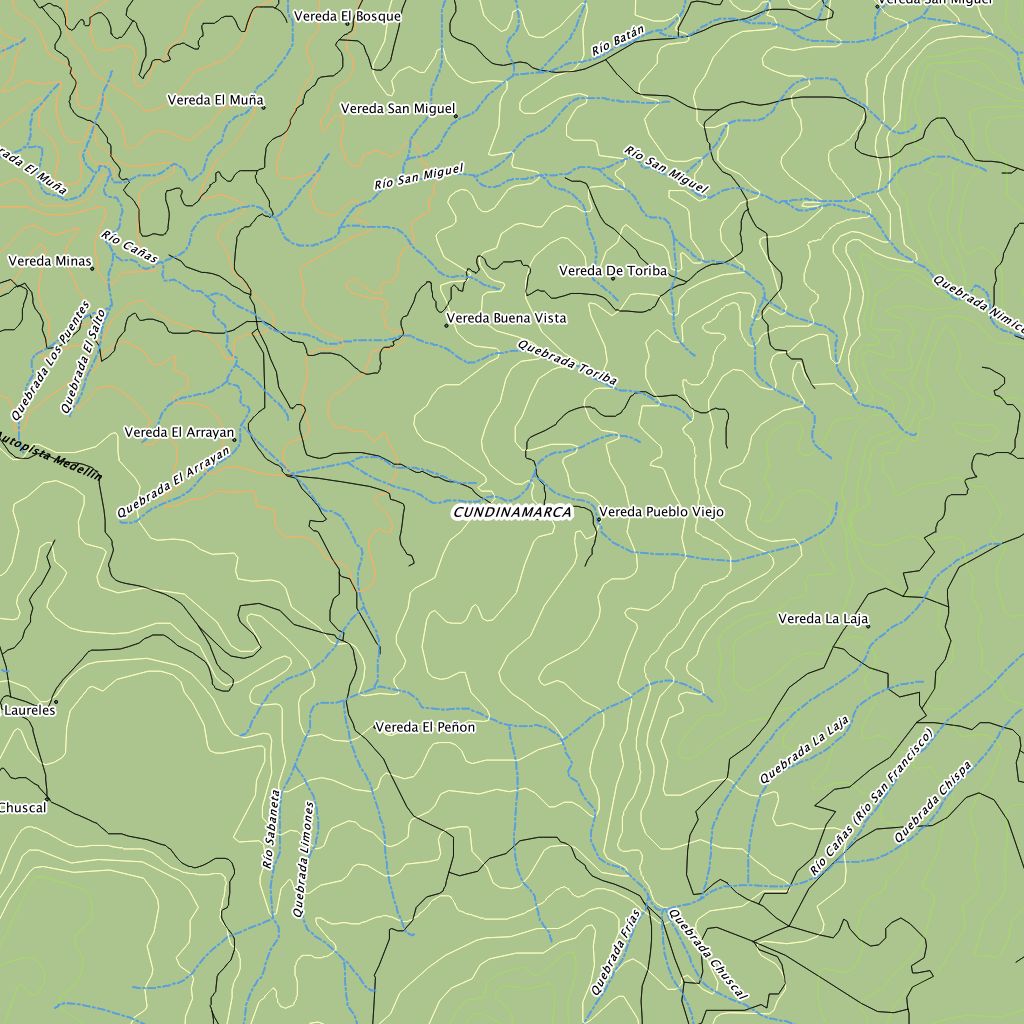 Vereda San Miguel
Vereda El Bosque
Río Batán
Vereda El Muña
Vereda San Miguel
rada El Muña
Río San Miguel
Río San Miguel
Río Cañas
Vereda Minas
Vereda De Toriba
Quebrada Nimico
Vereda Buena Vista
Quebrada Los Puentes
Quebrada El Salto
Quebrada Toriba
Vereda El Arrayan
Autopista Medellín
Quebrada El Arrayan
CUNDINAMARCA
Vereda Pueblo Viejo
Vereda La Laja
Laureles
Vereda El Peñon
Quebrada La Laja
Río Cañas (Río San Francisco)
Quebrada Chispa
Chuscal
Río Sabaneta
Quebrada Limones
Quebrada Frías
Quebrada Chuscal